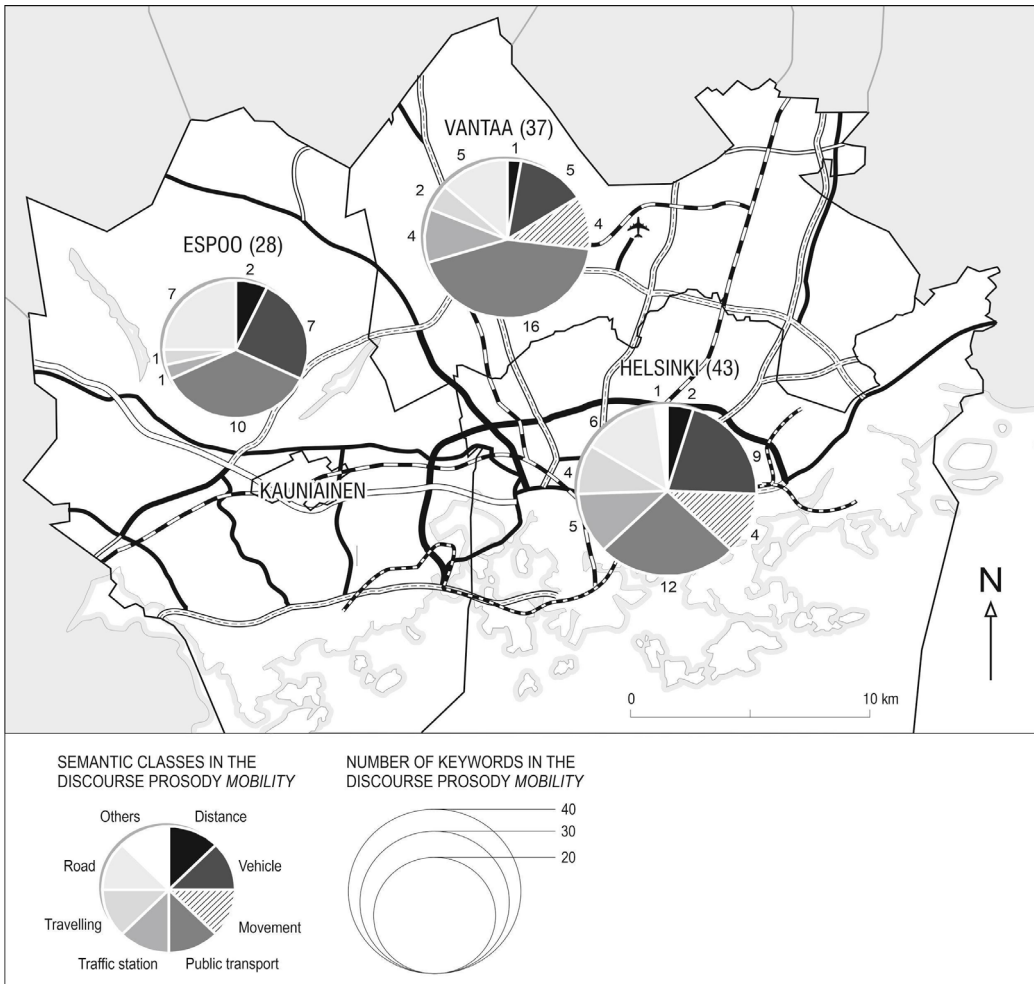 VANTAA (37)
1
5
4
16
4
2
5
ESPOO (28)
2
7
10
1
1
7
HELSINKI (43)
1
2
9
4
12
5
4
6
KAUNIAINEN
N
0
10 km
SEMANTIC CLASSES IN THE
DISCOURSE PROSODY MOBILITY
Others
Distance
Road
Vehicle
Travelling
Movement
Traffic station
Public transport
NUMBER OF KEYWORDS IN THE
DISCOURSE PROSODY MOBILITY
40
30
20